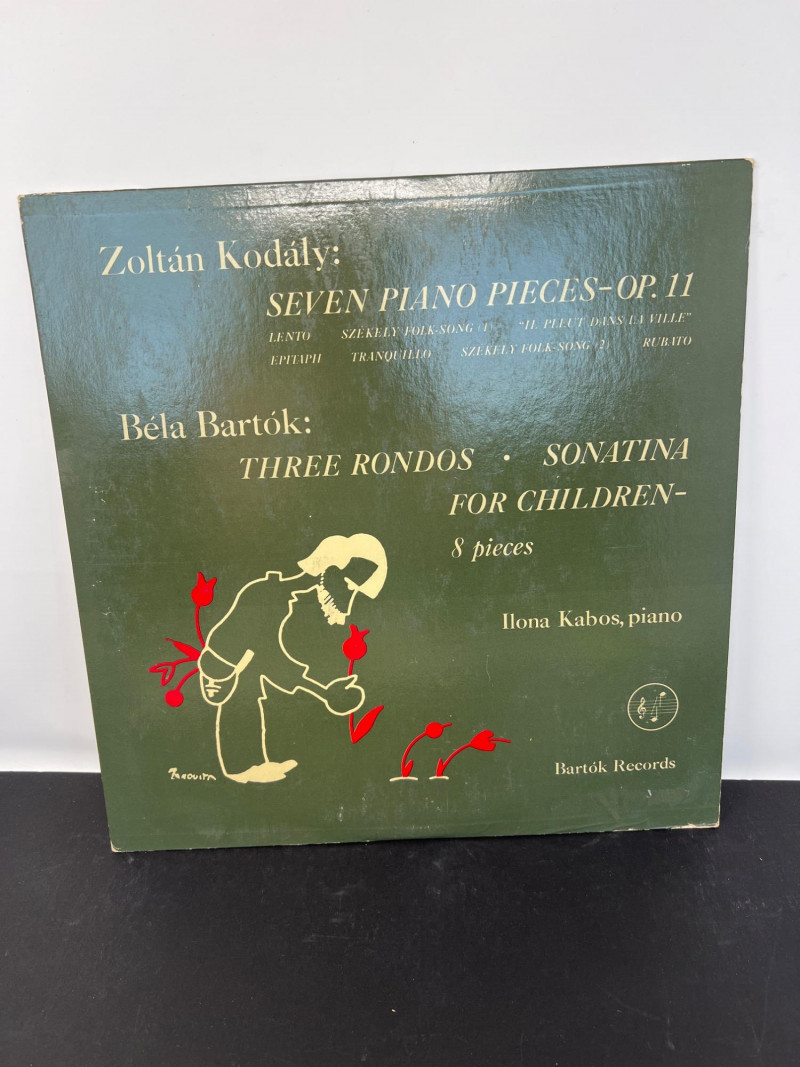 Zoltán Kodály:
SEVEN PIANO PIECES-OP. 11
LENTO SZEKELY FOLK-SONG (1) "IL PLEUT DANS LA VILLE"
EPITAPH TRANQUILLO SZEKELY FOLK-SONG (2) RUBATO
Béla Bartók:
THREE RONDOS • SONATINA
FOR CHILDREN-
8 pieces
Ilona Kabos, piano
Bartók Records